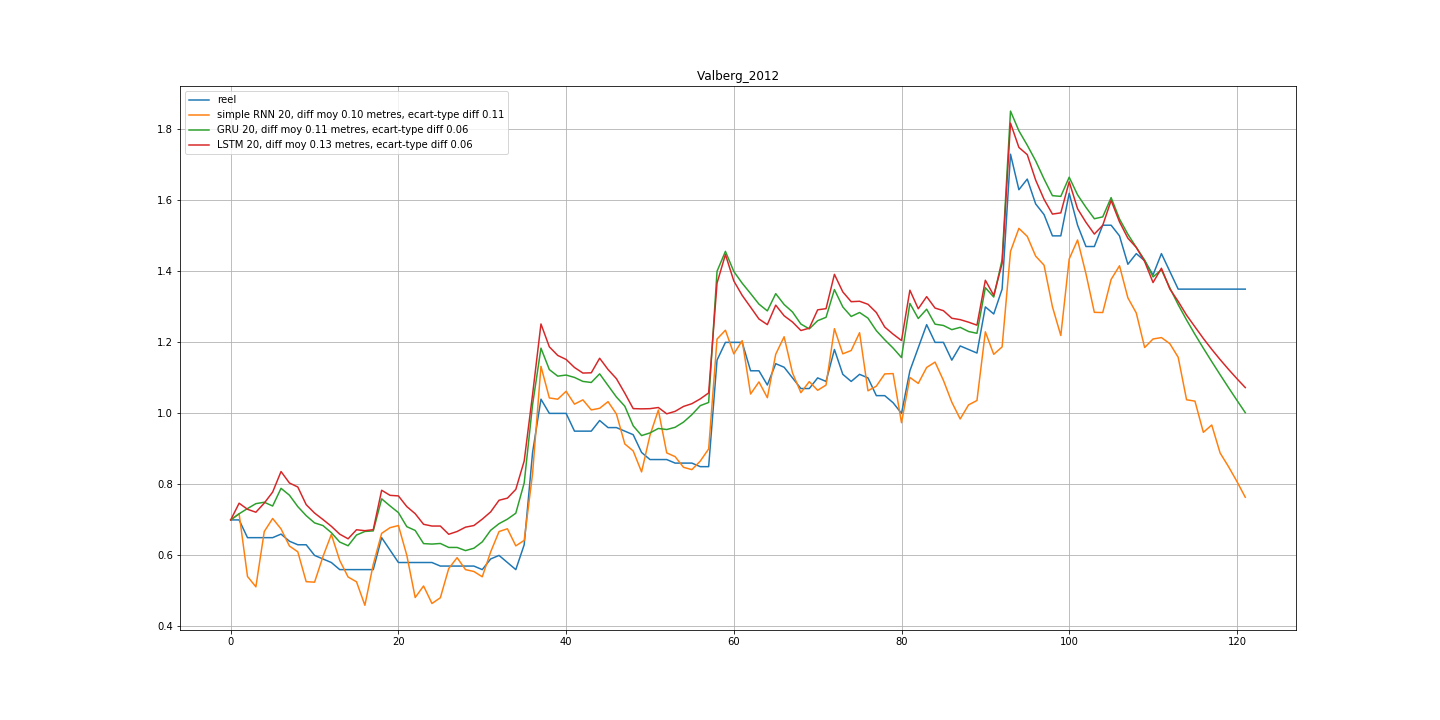 Valberg_2012
reel
simple RNN 20, diff moy 0.10 metres, ecart-type diff 0.11
GRU 20, diff moy 0.11 metres, ecart-type diff 0.06
LSTM 20, diff moy 0.13 metres, ecart-type diff 0.06
1.8
1.6
1.4
1.2
1.0
0.8
0.6
0.4
0 20 40 60 80 100 120